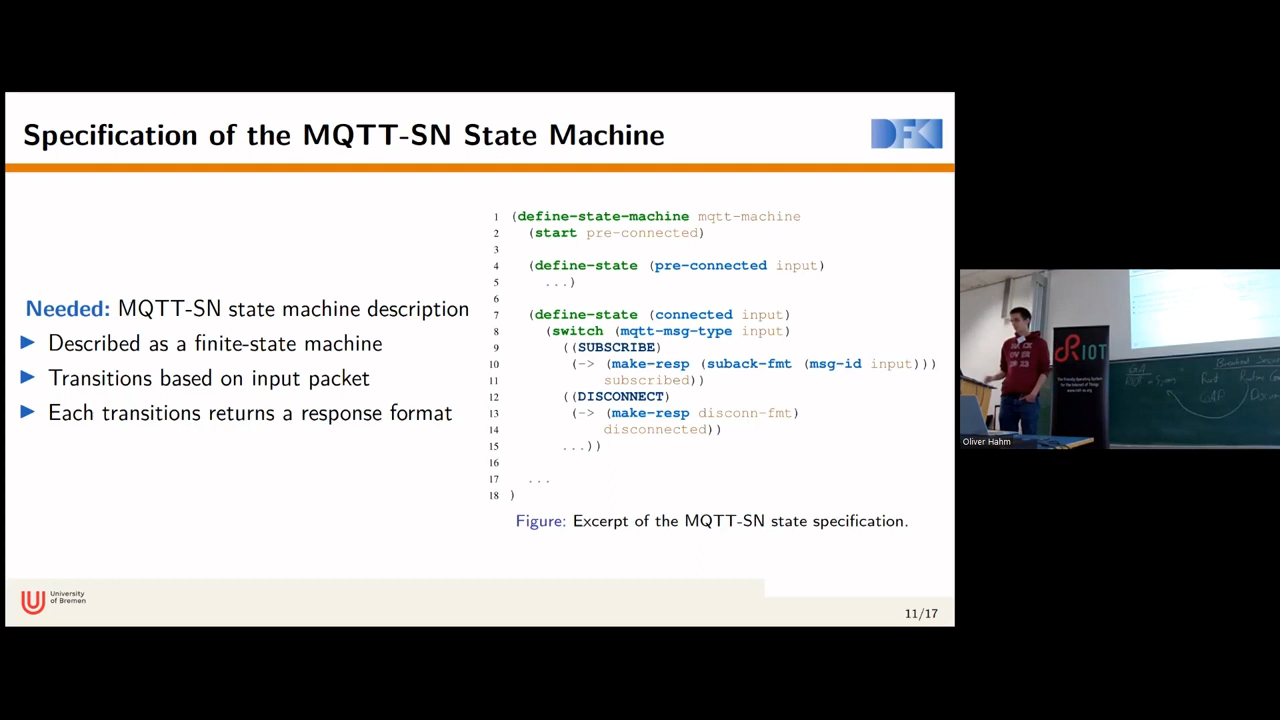 Specification of the MQTT-SN State Machine
DFKI
Needed: MQTT-SN state machine description
Described as a finite-state machine
Transitions based on input packet
Each transitions returns a response format
1 (define-state-machine mqtt-machine
2 (start pre-connected)
3
4 (define-state (pre-connected input)
5 ...)
6
7 (define-state (connected input)
8 (switch (mqtt-msg-type input)
9 ((SUBSCRIBE)
10 (-> (make-resp (suback-fmt (msg-id input)))
11 subscribed))
12 ((DISCONNECT)
13 (-> (make-resp disconn-fmt)
14 disconnected))
15 ...))
16
17 ...
18 )
Figure: Excerpt of the MQTT-SN state specification.
University
of Bremen
11/17
RIOT
Oliver Hahm